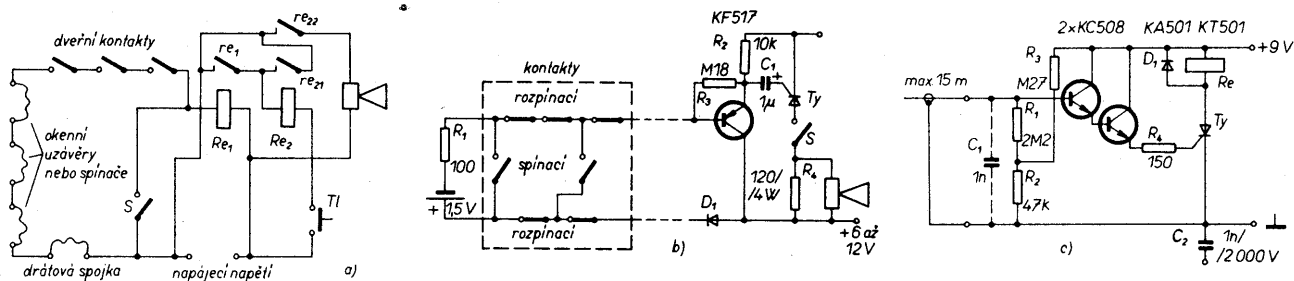 dveřní kontakty
re₂₂
re₁
re₂₁
okenní
uzávěry
nebo spínače
Re₁
Re₂
S
Tl
drátová spojka
napájecí napětí
a)
KF517
R₂
10k
C₁
+
M18
R₃
1µ
Ty
kontakty
rozpínací
R₁
100
spínací
S
R₄
120/
/4W
+ 1,5V
D₁
rozpínací
b)
+6 až
12V
2×KC508
KA501 KT501
R₃
D₁
+9V
Re
max. 15 m
M27
R₁
2M2
Ty
C₁
1n
R₄
150
R₂
47k
c)
C₂
1n/
/2000V